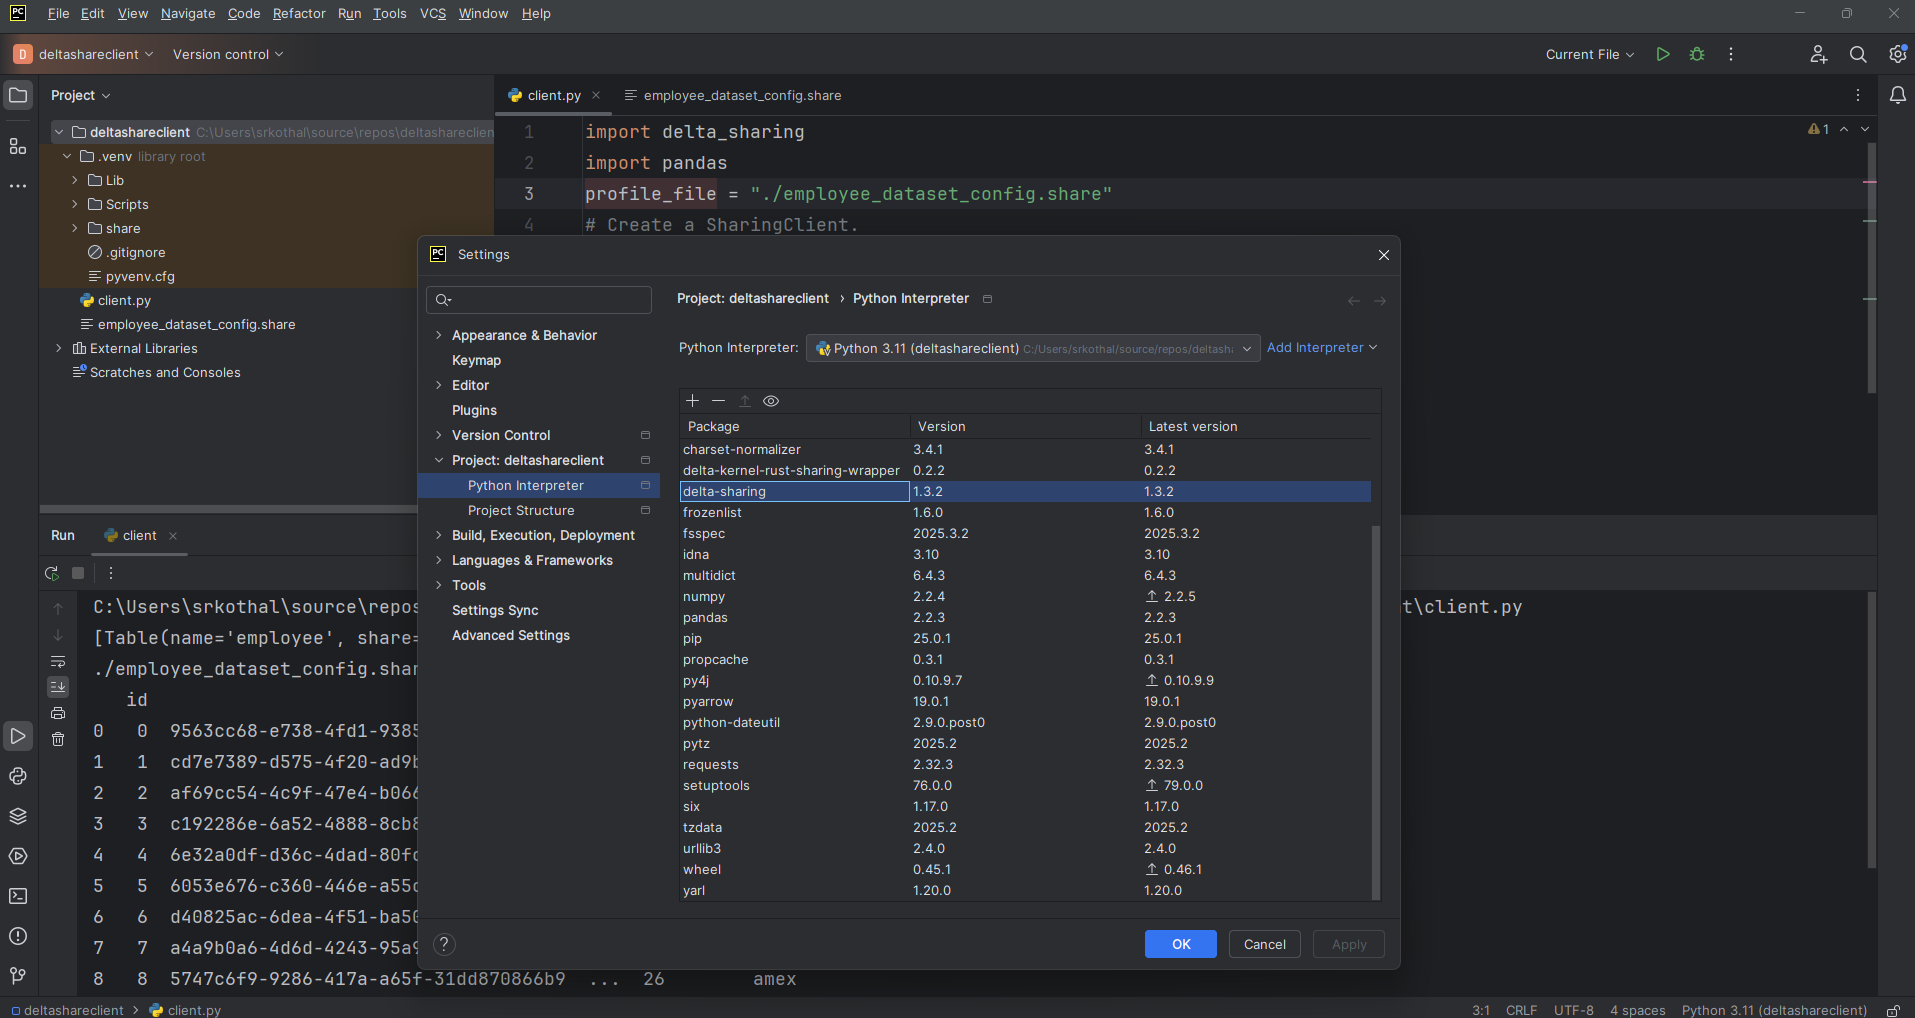 PC File Edit View Navigate Code Refactor Run Tools VCS Window Help
D deltashareclient Version control Current File
Project
client.py employee_dataset_config.share
deltashareclient C:\Users\srkothal\source\repos\deltashareclien
.venv library root
Lib
Scripts
share
.gitignore
pyvenv.cfg
client.py
employee_dataset_config.share
External Libraries
Scratches and Consoles
1 import delta_sharing
2 import pandas
3 profile_file = "./employee_dataset_config.share"
4 # Create a SharingClient.
1
PC Settings
Appearance & Behavior
Keymap
Editor
Plugins
Version Control
Project: deltashareclient
Python Interpreter
Project Structure
Build, Execution, Deployment
Languages & Frameworks
Tools
Settings Sync
Advanced Settings
Project: deltashareclient › Python Interpreter
Python Interpreter: Python 3.11 (deltashareclient) C:/Users/srkothal/source/repos/deltash Add Interpreter
Package Version Latest version
charset-normalizer 3.4.1 3.4.1
delta-kernel-rust-sharing-wrapper 0.2.2 0.2.2
delta-sharing 1.3.2 1.3.2
frozenlist 1.6.0 1.6.0
fsspec 2025.3.2 2025.3.2
idna 3.10 3.10
multidict 6.4.3 6.4.3
numpy 2.2.4 2.2.5
pandas 2.2.3 2.2.3
pip 25.0.1 25.0.1
propcache 0.3.1 0.3.1
py4j 0.10.9.7 0.10.9.9
pyarrow 19.0.1 19.0.1
python-dateutil 2.9.0.post0 2.9.0.post0
pytz 2025.2 2025.2
requests 2.32.3 2.32.3
setuptools 76.0.0 79.0.0
six 1.17.0 1.17.0
tzdata 2025.2 2025.2
urllib3 2.4.0 2.4.0
wheel 0.45.1 0.46.1
yarl 1.20.0 1.20.0
? OK Cancel Apply
Run client
C:\Users\srkothal\source\repos t\client.py
[Table(name='employee', share=
./employee_dataset_config.shar
id
0 0 9563cc68-e738-4fd1-9385
1 1 cd7e7389-d575-4f20-ad9b
2 2 af69cc54-4c9f-47e4-b066
3 3 c192286e-6a52-4888-8cb8
4 4 6e32a0df-d36c-4dad-80fc
5 5 6053e676-c360-446e-a55c
6 6 d40825ac-6dea-4f51-ba50
7 7 a4a9b0a6-4d6d-4243-95a9
8 8 5747c6f9-9286-417a-a65f-31dd870866b9 ... 26 amex
deltashareclient > client.py 3:1 CRLF UTF-8 4 spaces Python 3.11 (deltashareclient)